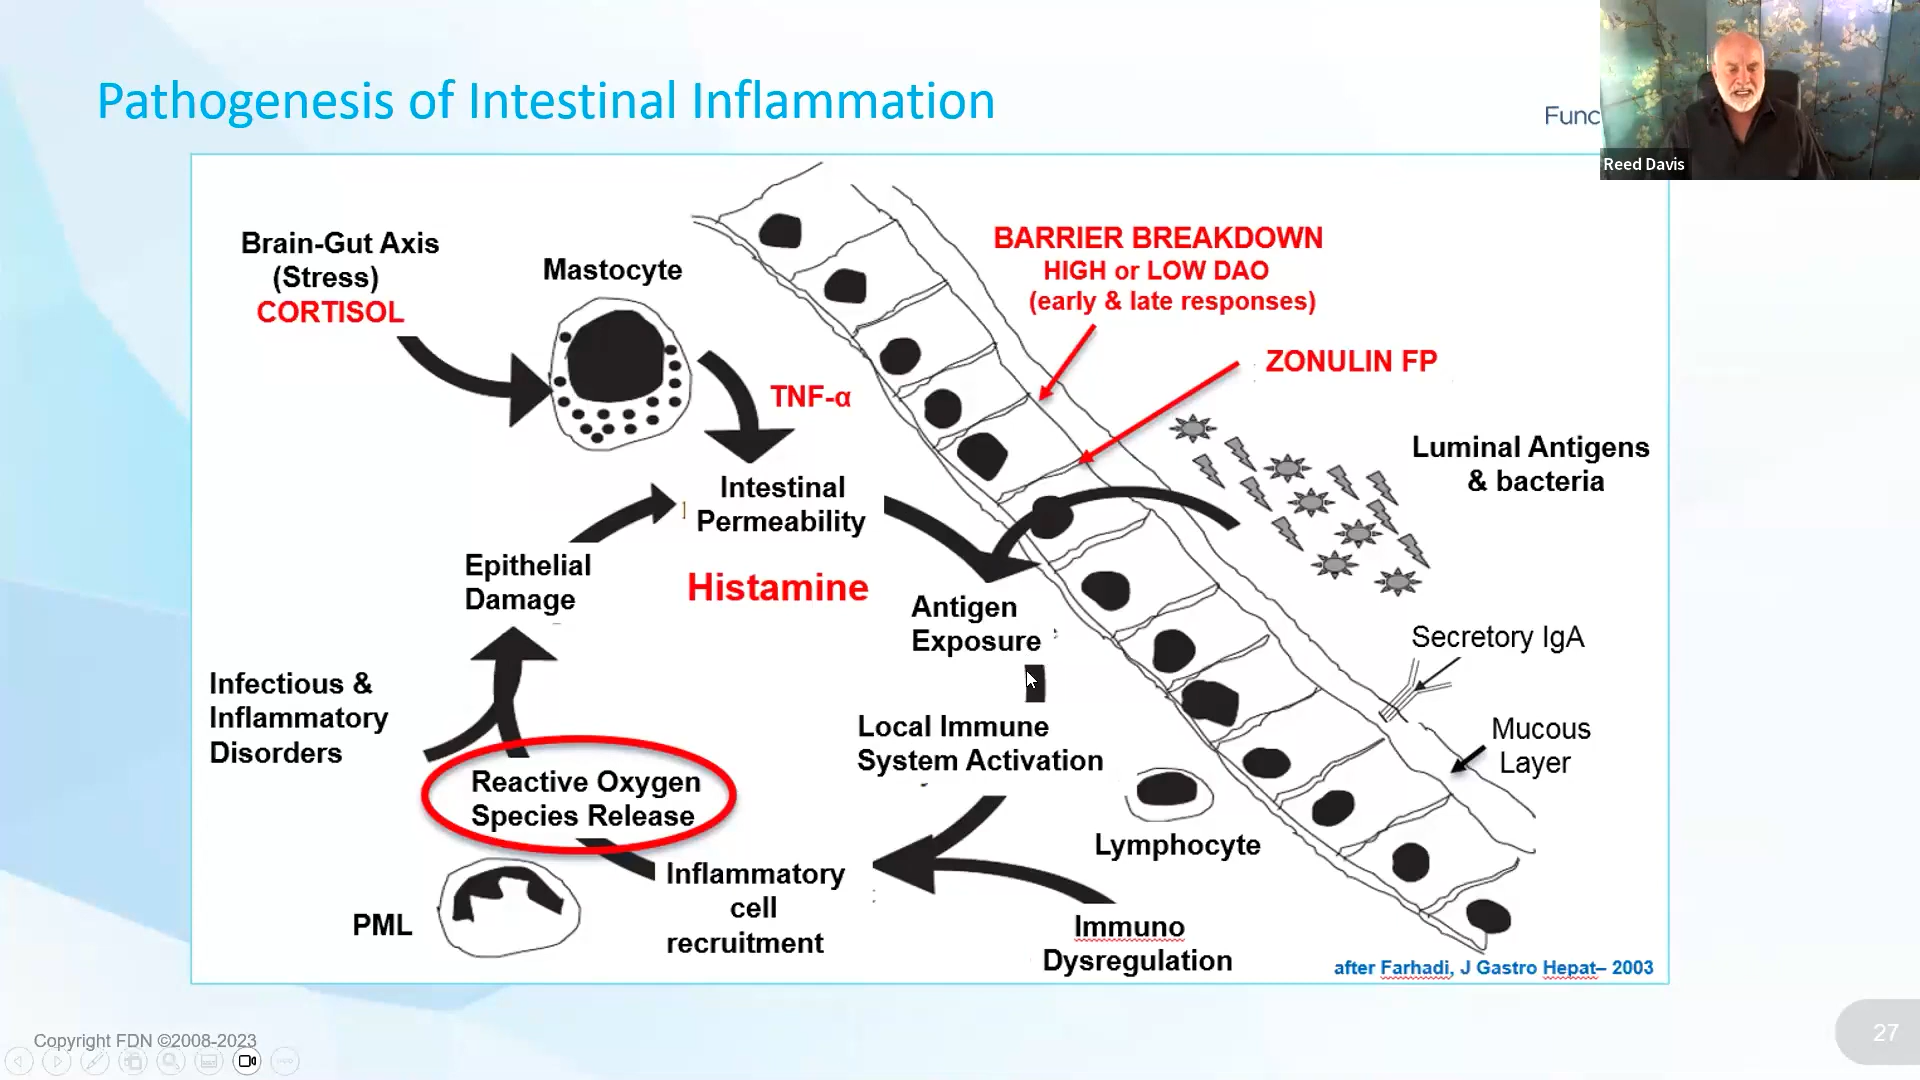 Pathogenesis of Intestinal Inflammation
Func
Reed Davis
Brain-Gut Axis
(Stress)
CORTISOL
Mastocyte
TNF-α
BARRIER BREAKDOWN
HIGH or LOW DAO
(early & late responses)
ZONULIN FP
Luminal Antigens
& bacteria
Intestinal
Permeability
Epithelial
Damage
Histamine
Antigen
Exposure
Secretory IgA
Infectious &
Inflammatory
Disorders
Local Immune
System Activation
Mucous
Layer
Reactive Oxygen
Species Release
Lymphocyte
Inflammatory
cell
recruitment
PML
Immuno
Dysregulation
after Farhadi, J Gastro Hepat– 2003
Copyright FDN ©2008-2023
27